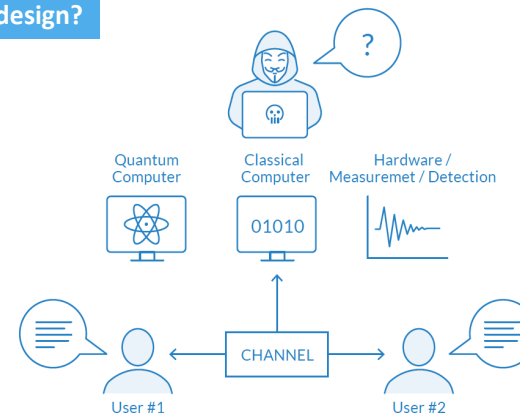 design?
?
Quantum
Computer
Classical
Computer
Hardware /
Measuremet / Detection
01010
CHANNEL
User #1
User #2